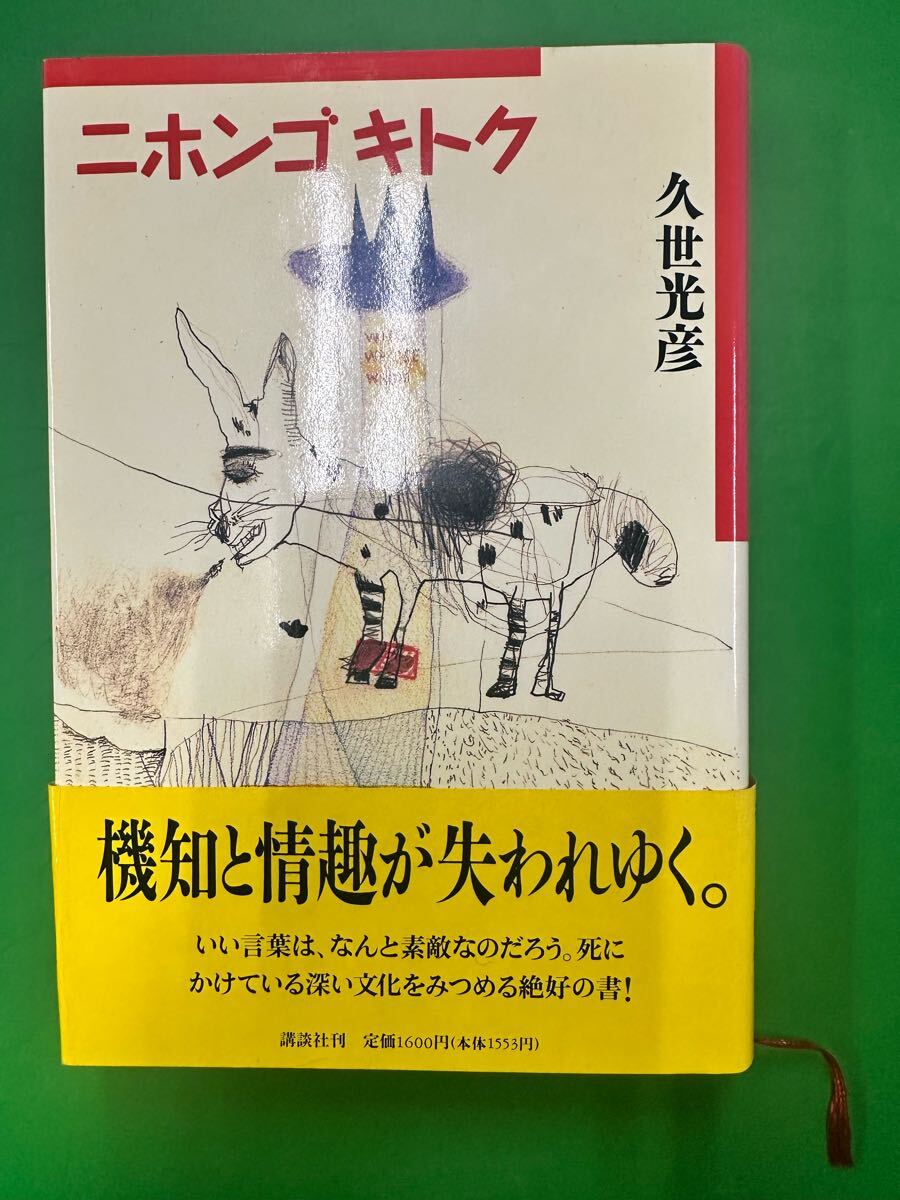 ニホンゴ キトク
久世光彦
機知と情趣が失われゆく。
いい言葉は、なんと素敵なのだろう。死に
かけている深い文化をみつめる絶好の書!
講談社刊 定価1600円(本体1553円)